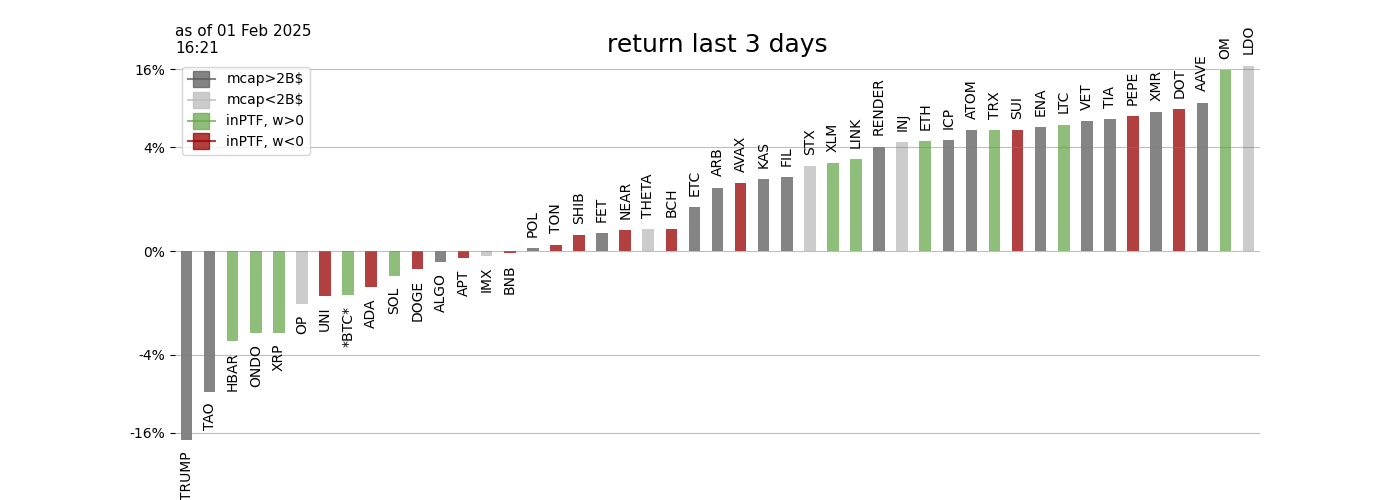 as of 01 Feb 2025
16:21
return last 3 days
mcap>2B$
mcap<2B$
inPTF, w>0
inPTF, w<0
16%
4%
0%
-4%
-16%
TRUMP
TAO
HBAR
ONDO
XRP
OP
UNI
*BTC*
ADA
SOL
DOGE
ALGO
APT
IMX
BNB
POL
TON
SHIB
FET
NEAR
THETA
BCH
ETC
ARB
AVAX
KAS
FIL
STX
XLM
LINK
RENDER
INJ
ETH
ICP
ATOM
TRX
SUI
ENA
LTC
VET
TIA
PEPE
XMR
DOT
AAVE
OM
LDO